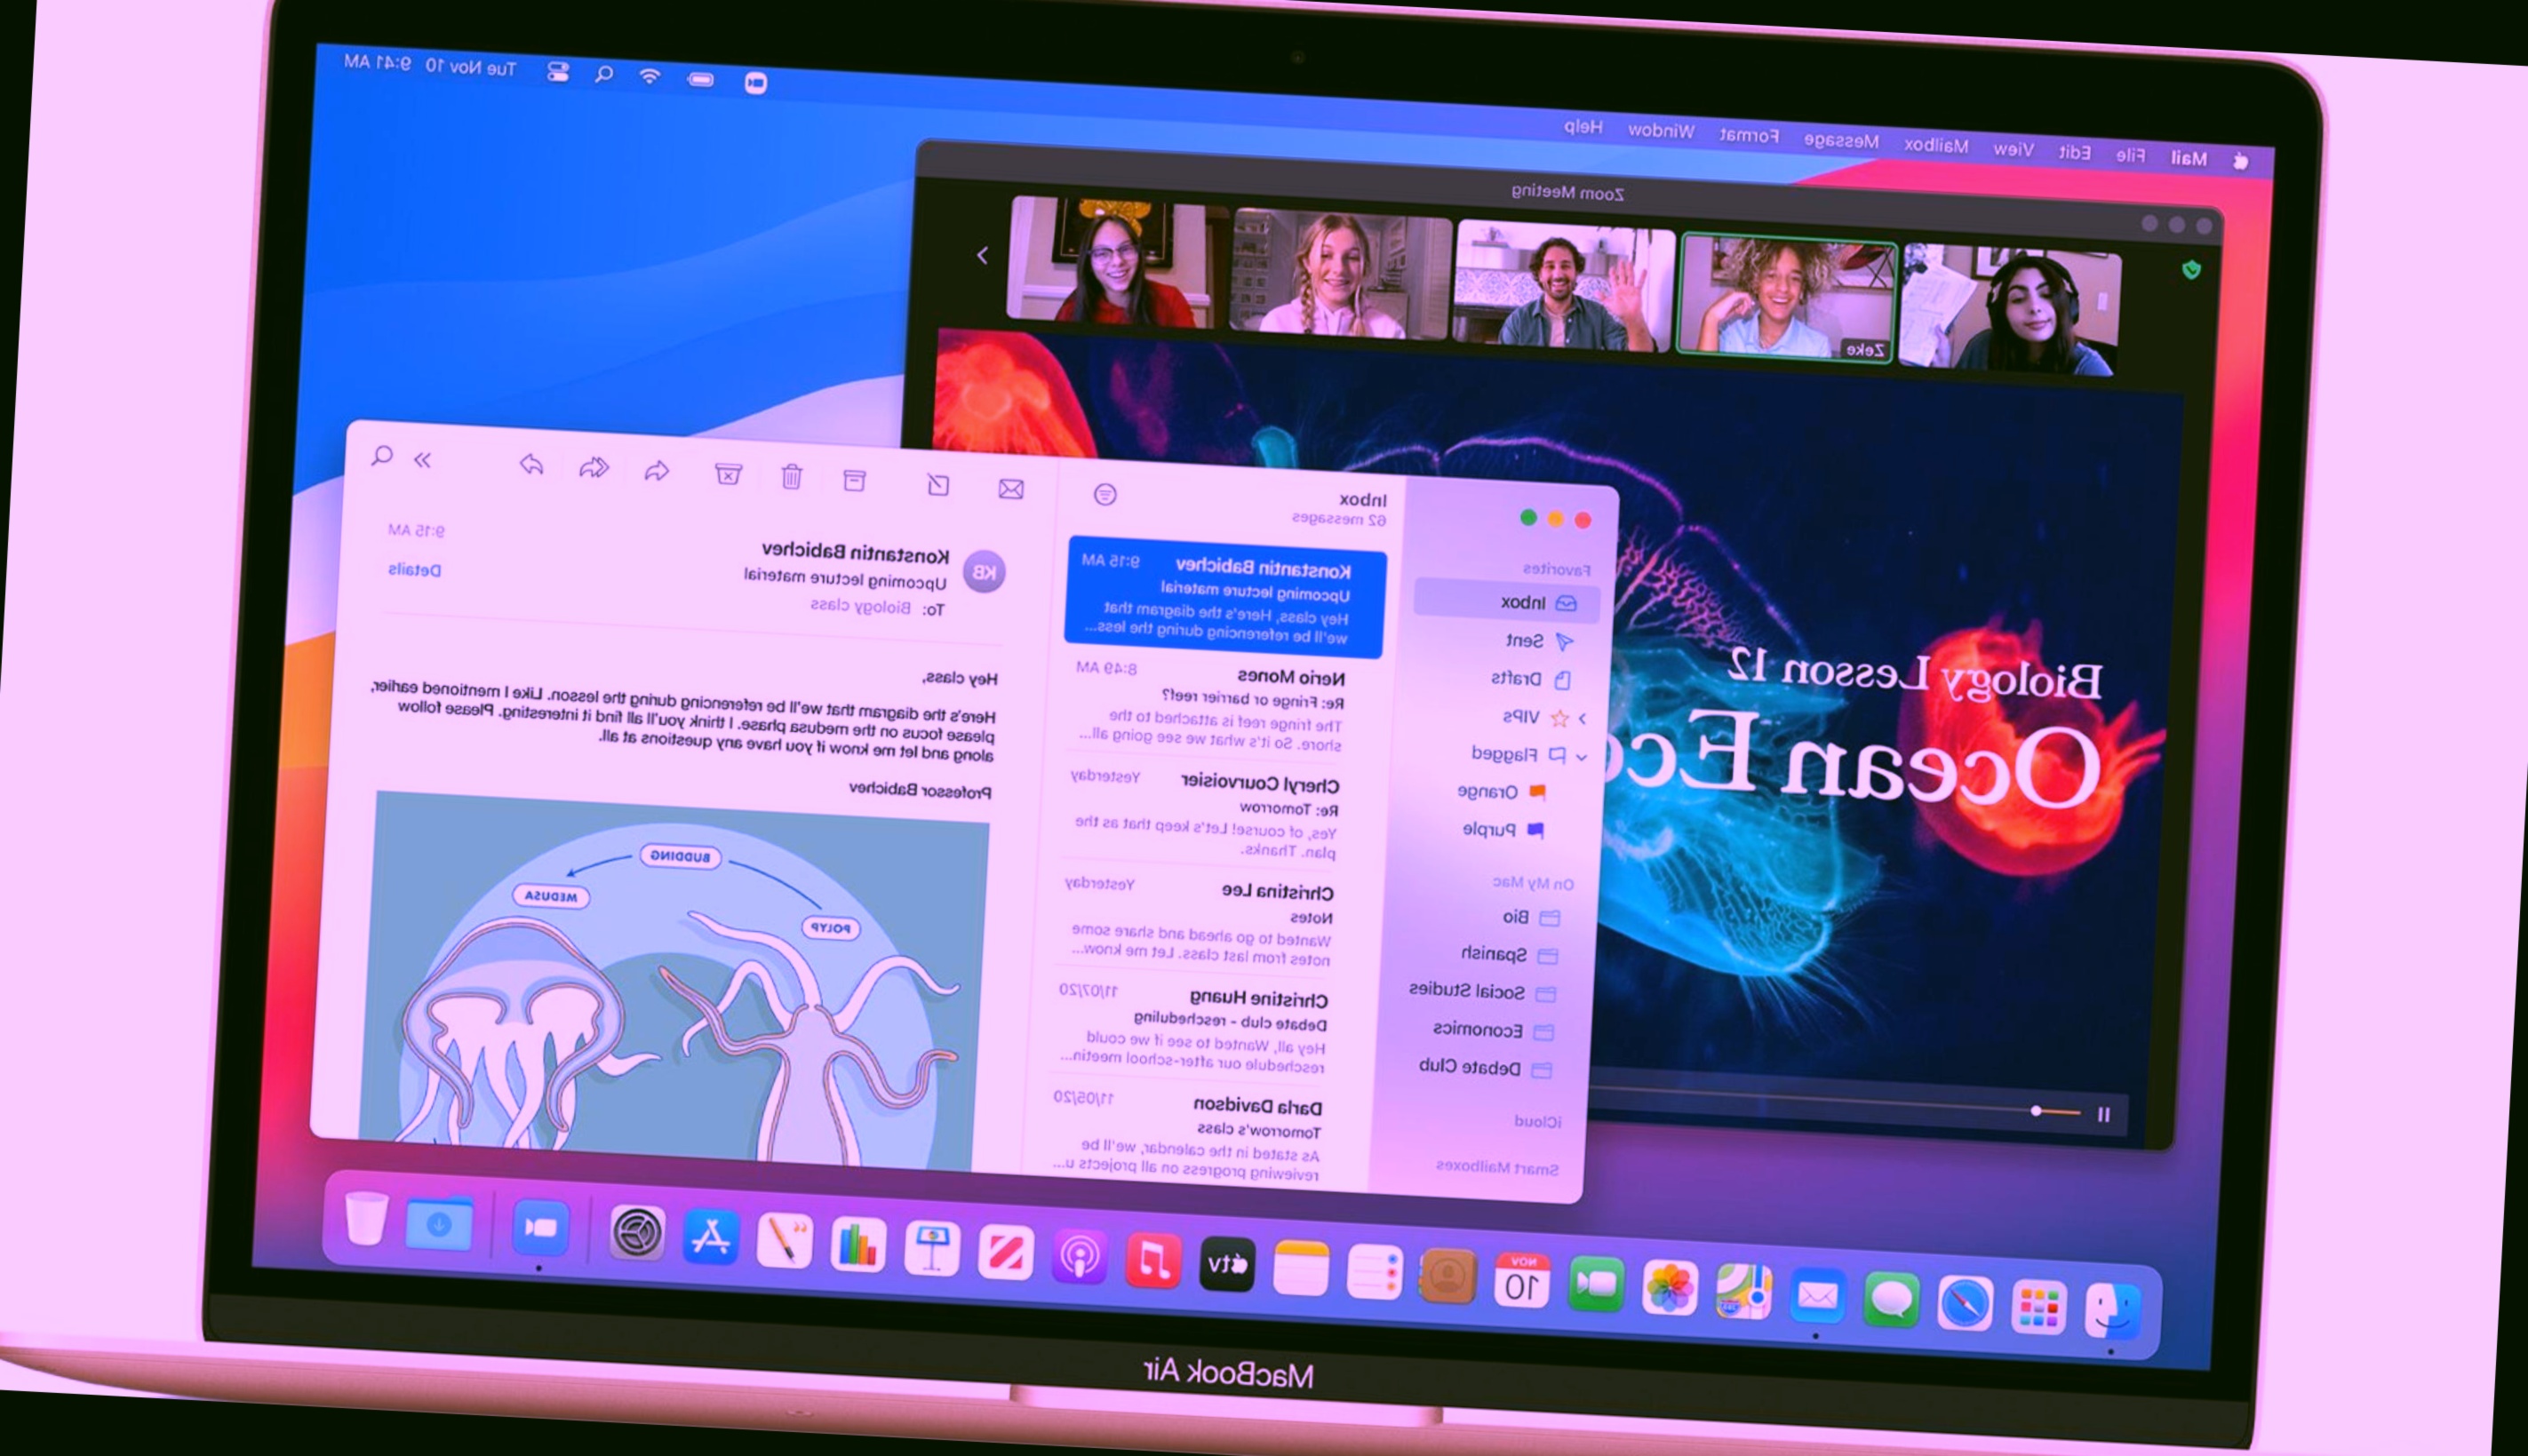 Mail File Edit View Mailbox Message Format Window Help
Tue Nov 10 9:41 AM
Zoom Meeting
Zeke
Biology Lesson 12
Ocean Eco
Favorites
Inbox
Sent
Drafts
VIPs
Flagged
Orange
Purple
On My Mac
Bio
Spanish
Social Studies
Economics
Debate Club
iCloud
Smart Mailboxes
Inbox
62 messages
Konstantin Babichev 9:15 AM
Upcoming lecture material
Hey class, Here's the diagram that
we'll be referencing during the less...
Nerio Mones 8:49 AM
Re: Fringe or barrier reef?
The fringe reef is attached to the
shore. So it's what we see going all...
Cheryl Courvoisier Yesterday
Re: Tomorrow
Yes, of course! Let's keep that as the
plan. Thanks.
Christina Lee Yesterday
Notes
Wanted to go ahead and share some
notes from last class. Let me know...
Christine Huang 11/07/20
Debate club - rescheduling
Hey all, Wanted to see if we could
reschedule our after-school meetin...
Darla Davidson 11/05/20
Tomorrow's class
As stated in the calendar, we'll be
reviewing progress on all projects u...
KB
Konstantin Babichev 9:15 AM
Upcoming lecture material
To: Biology class Details
Hey class,
Here's the diagram that we'll be referencing during the lesson. Like I mentioned earlier,
please focus on the medusa phase. I think you'll all find it interesting. Please follow
along and let me know if you have any questions at all.
Professor Babichev
BUDDING
POLYP
MEDUSA
NOV
10
tv
MacBook Air